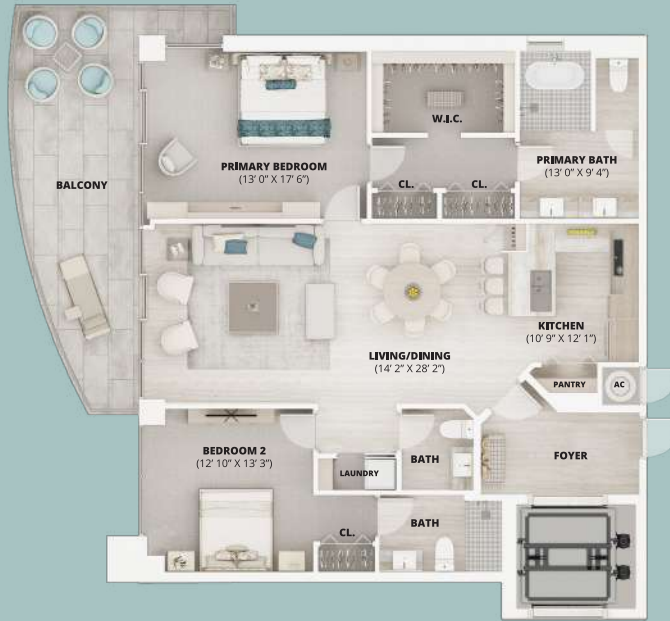 W.I.C.
PRIMARY BEDROOM
(13' 0" X 17' 6")
PRIMARY BATH
(13' 0" X 9' 4")
BALCONY
CL.
CL.
KITCHEN
(10' 9" X 12' 1")
LIVING/DINING
(14' 2" X 28' 2")
PANTRY
AC
BEDROOM 2
(12' 10" X 13' 3")
LAUNDRY
BATH
FOYER
CL.
BATH